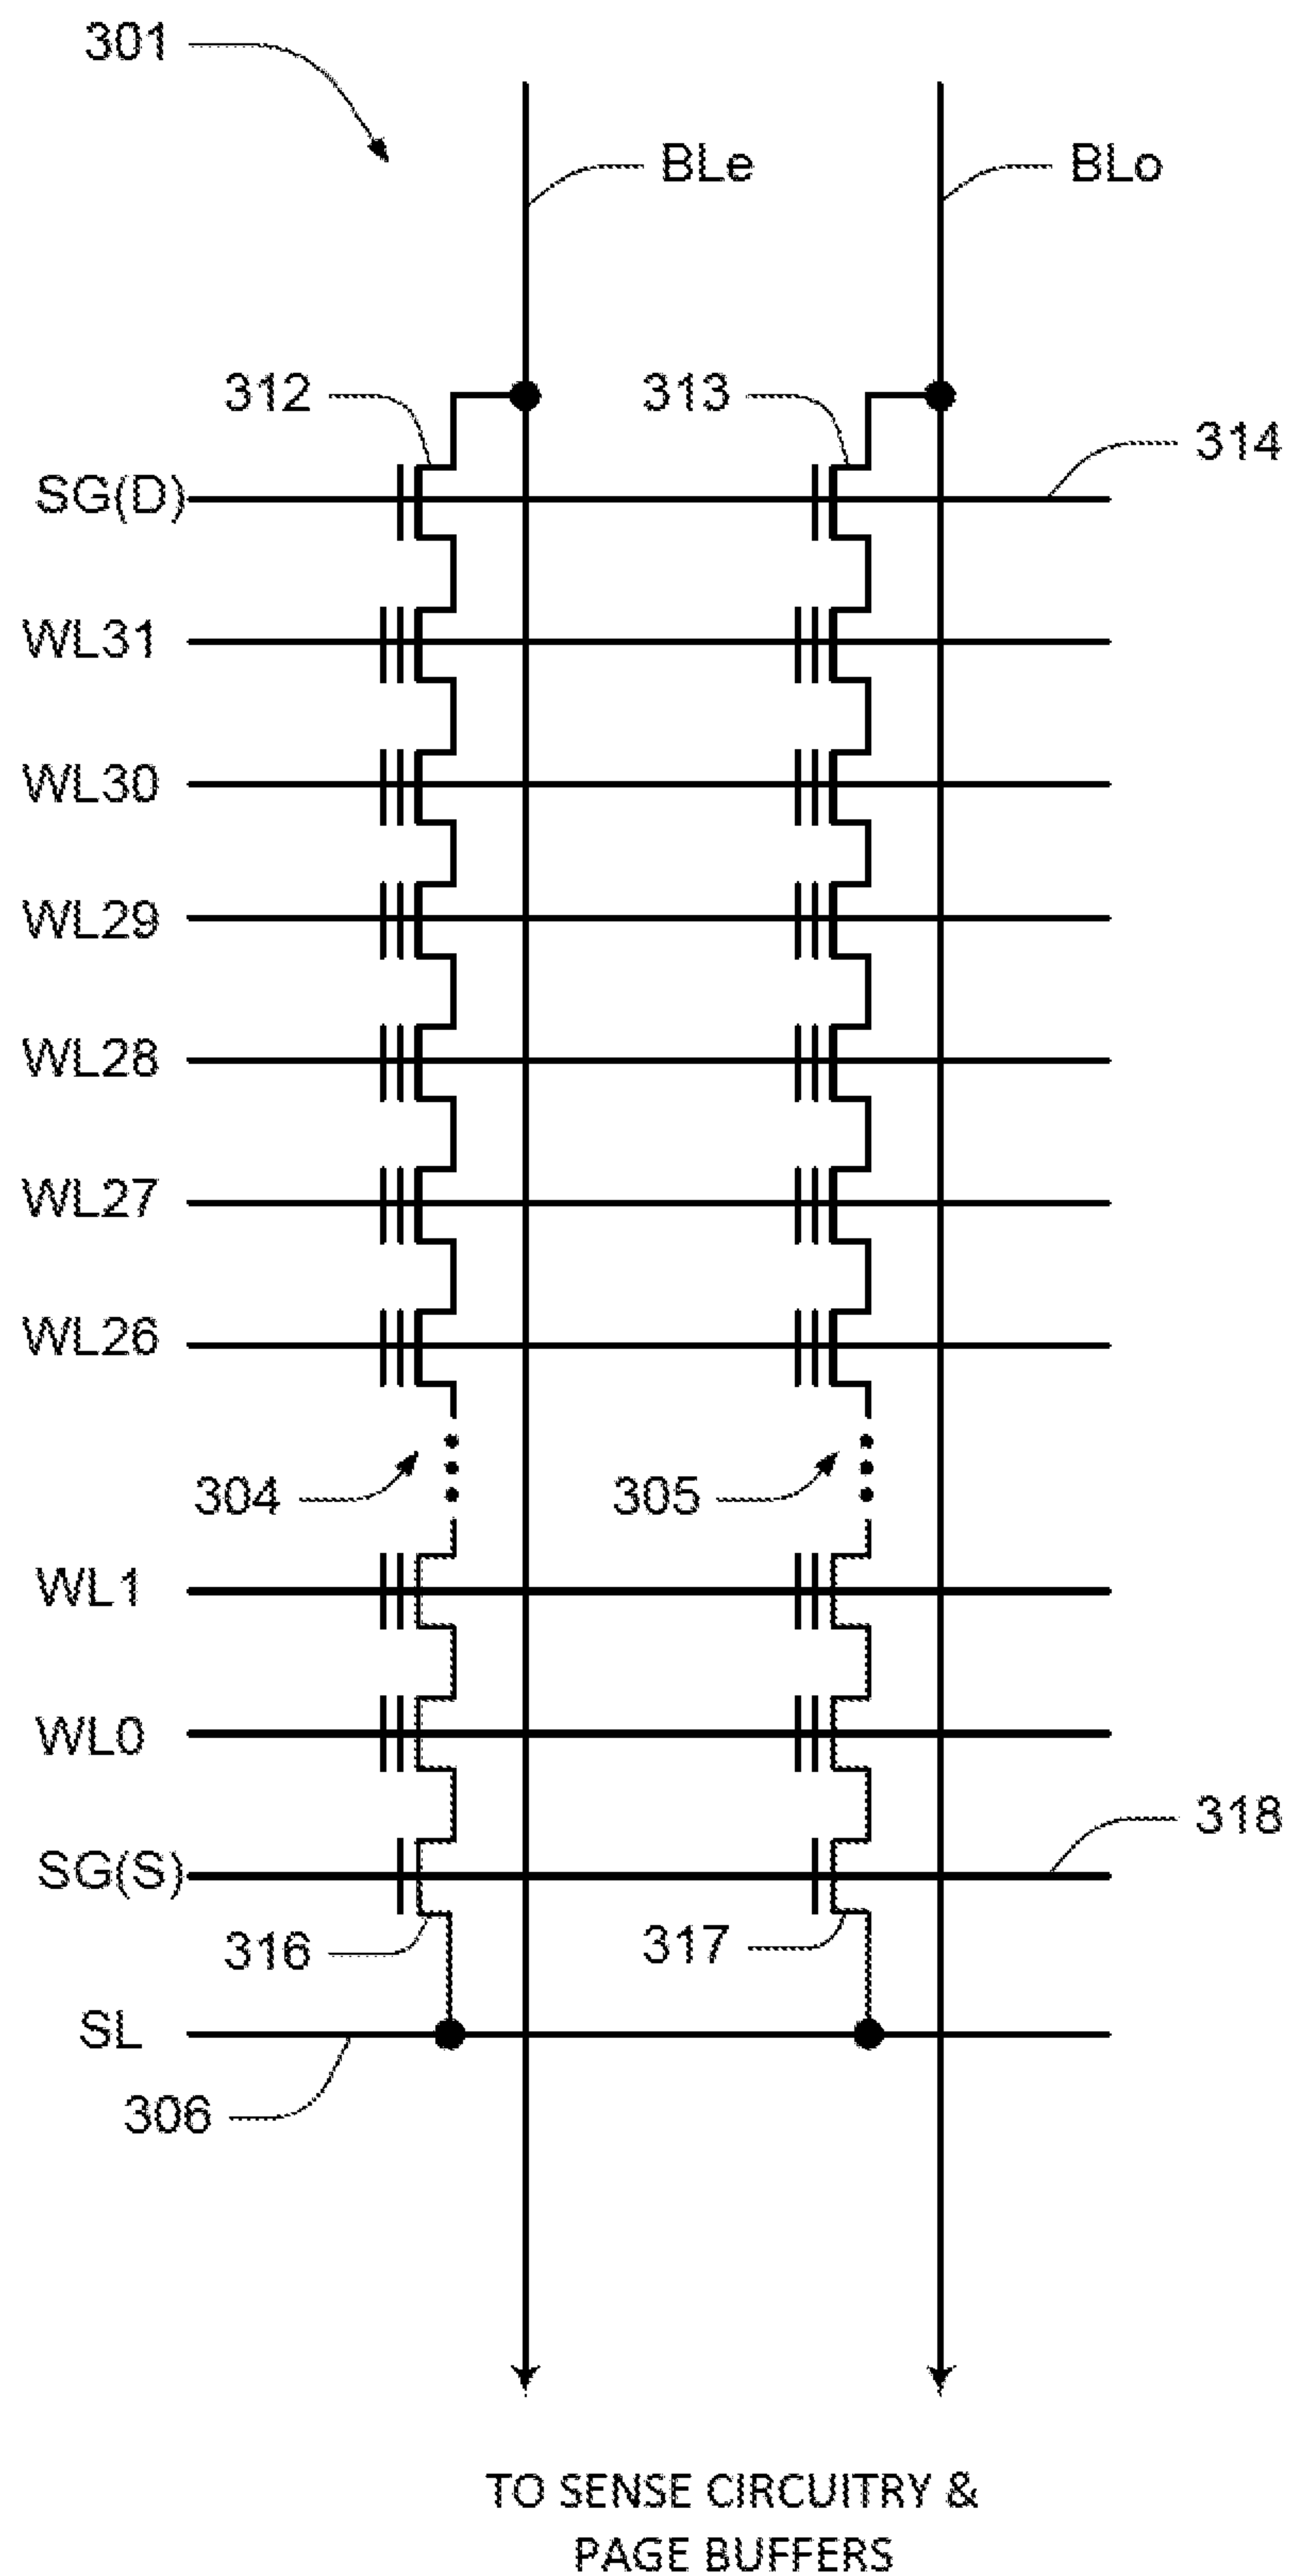 301
BLe
BLo
312
313
314
SG(D)
WL31
WL30
WL29
WL28
WL27
WL26
304
305
WL1
WL0
318
SG(S)
316
317
SL
306
TO SENSE CIRCUITRY &
PAGE BUFFERS